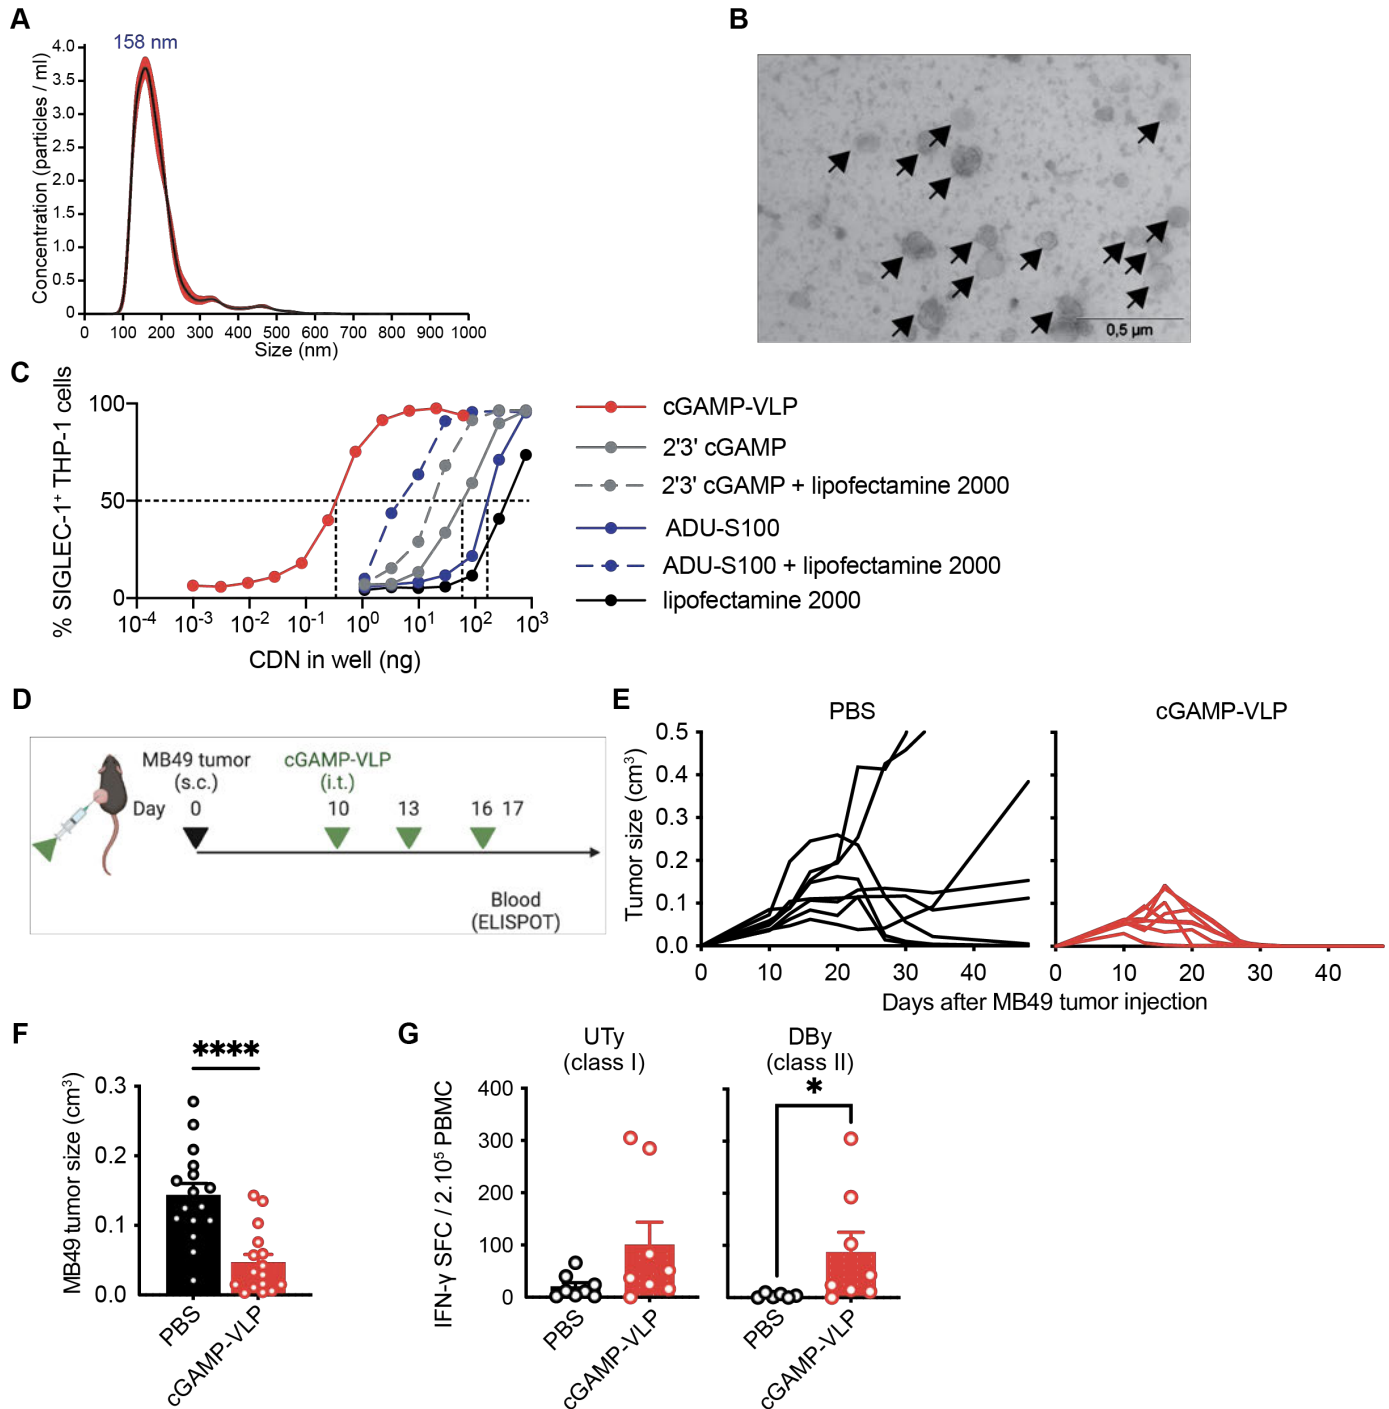 A
158 nm
Concentration (particles / ml)
4.0
3.5
3.0
2.5
2.0
1.5
1.0
0.5
0
0 100 200 300 400 500 600 700 800 900 1000
Size (nm)
B
0,5 µm
C
% SIGLEC-1⁺ THP-1 cells
100
50
0
10⁻⁴ 10⁻³ 10⁻² 10⁻¹ 10⁰ 10¹ 10² 10³
CDN in well (ng)
cGAMP-VLP
2'3' cGAMP
2'3' cGAMP + lipofectamine 2000
ADU-S100
ADU-S100 + lipofectamine 2000
lipofectamine 2000
D
MB49 tumor
(s.c.)
cGAMP-VLP
(i.t.)
Day 0 10 13 16 17
Blood
(ELISPOT)
E
PBS
cGAMP-VLP
Tumor size (cm³)
0.5
0.4
0.3
0.2
0.1
0.0
0 10 20 30 40
0 10 20 30 40
Days after MB49 tumor injection
F
****
MB49 tumor size (cm³)
0.3
0.2
0.1
0.0
PBS
cGAMP-VLP
G
UTy
(class I)
DBy
(class II)
*
IFN-γ SFC / 2.10⁵ PBMC
400
300
200
100
0
PBS
cGAMP-VLP
PBS
cGAMP-VLP